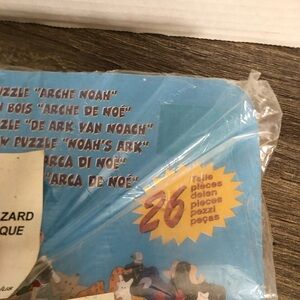 PUZZLE "ARCHE NOAH"
N BOIS "ARCHE DE NOÉ"
ZLE "DE ARK VAN NOACH"
W PUZZLE "NOAH'S ARK"
ARCA DI NOÈ"
"ARCA DE NOÉ"
26
Teile
pièces
delen
pieces
pezzi
peças
ZARD
QUE